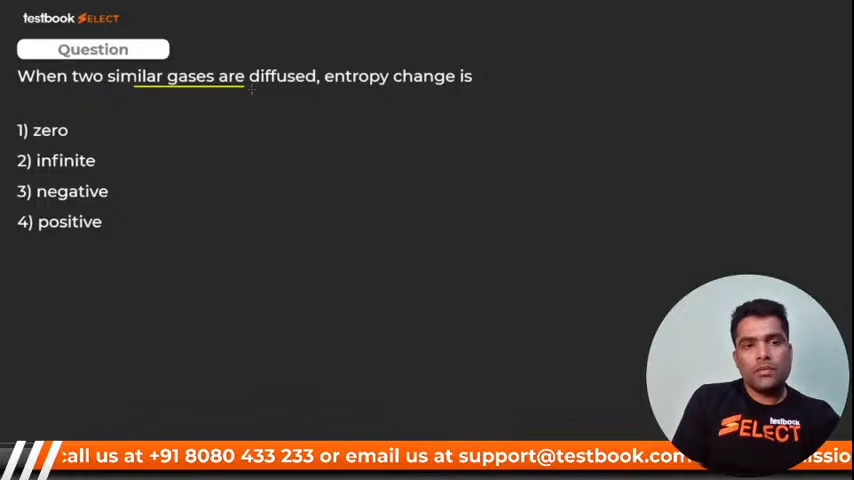 testbook SELECT
Question
When two similar gases are diffused, entropy change is
1) zero
2) infinite
3) negative
4) positive
testbook
SELECT
call us at +91 8080 433 233 or email us at support@testbook.com